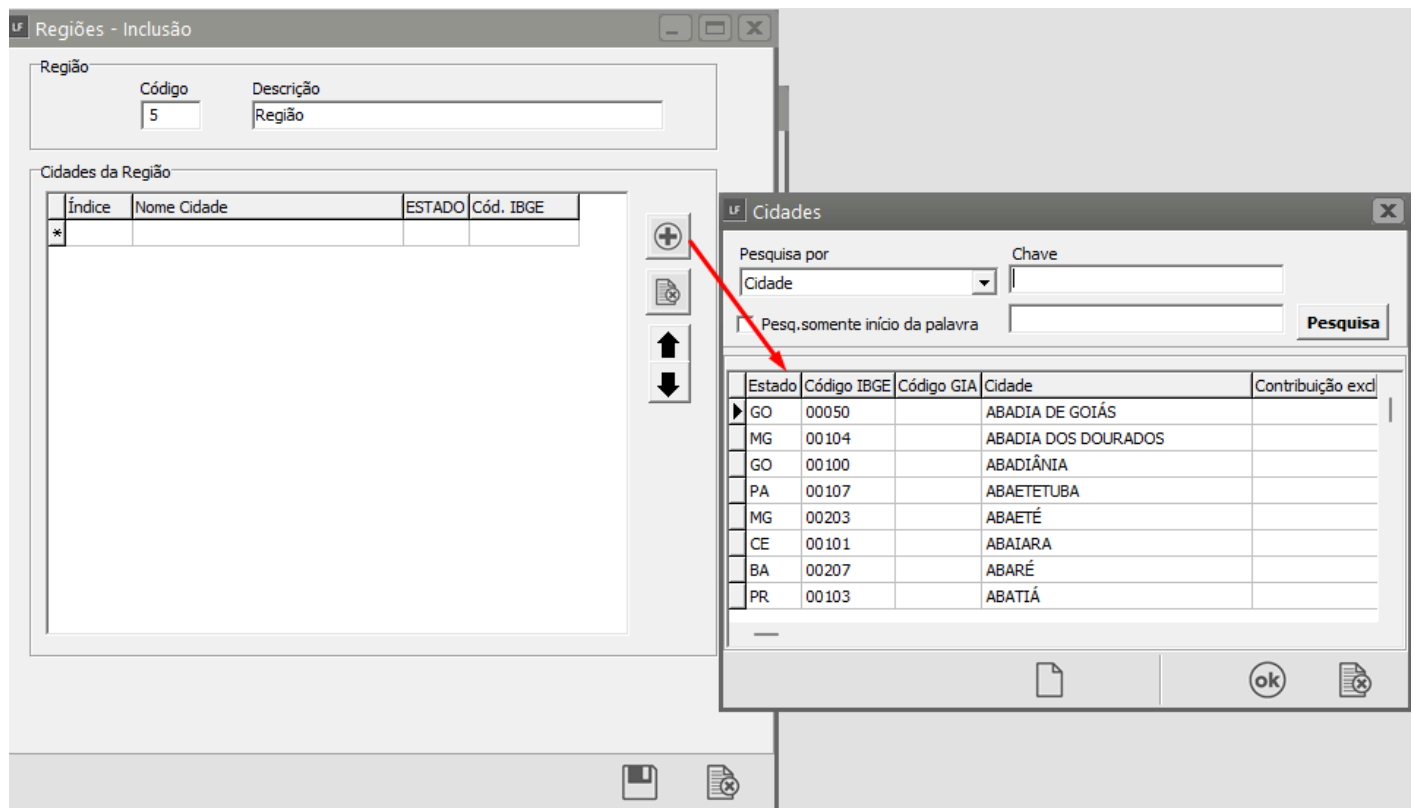 LF Regiões - Inclusão
Região
Código Descrição
5 Região
Cidades da Região
Índice Nome Cidade ESTADO Cód. IBGE
*
LF Cidades
Pesquisa por Chave
Cidade
Pesq.somente início da palavra Pesquisa
Estado Código IBGE Código GIA Cidade Contribuição excl
GO 00050 ABADIA DE GOIÁS
MG 00104 ABADIA DOS DOURADOS
GO 00100 ABADIÂNIA
PA 00107 ABAETETUBA
MG 00203 ABAETÉ
CE 00101 ABAIARA
BA 00207 ABARÉ
PR 00103 ABATIÁ
ok